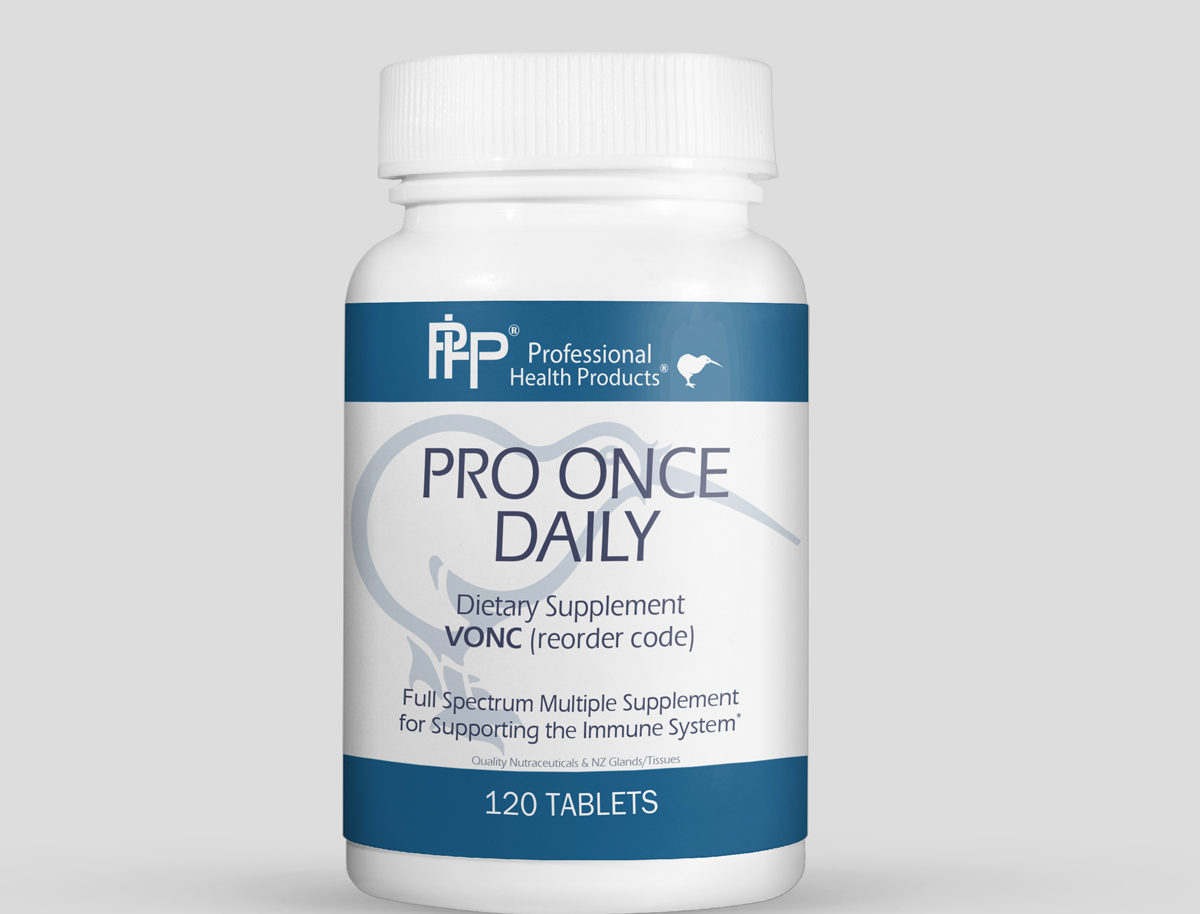 PHP® Professional
Health Products®
PRO ONCE
DAILY
Dietary Supplement
VONC (reorder code)
Full Spectrum Multiple Supplement
for Supporting the Immune System*
Quality Nutraceuticals & NZ Glands/Tissues
120 TABLETS